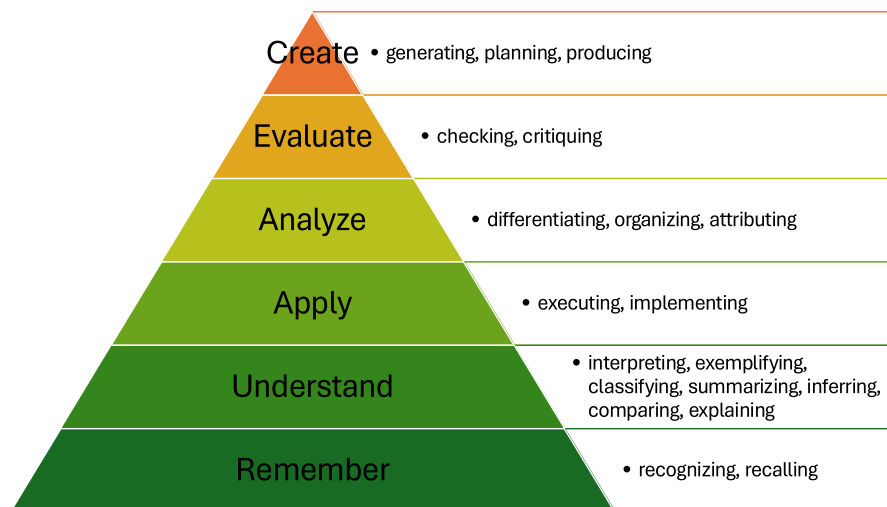 Create
• generating, planning, producing
Evaluate
• checking, critiquing
Analyze
• differentiating, organizing, attributing
Apply
• executing, implementing
Understand
• interpreting, exemplifying,
classifying, summarizing, inferring,
comparing, explaining
Remember
• recognizing, recalling